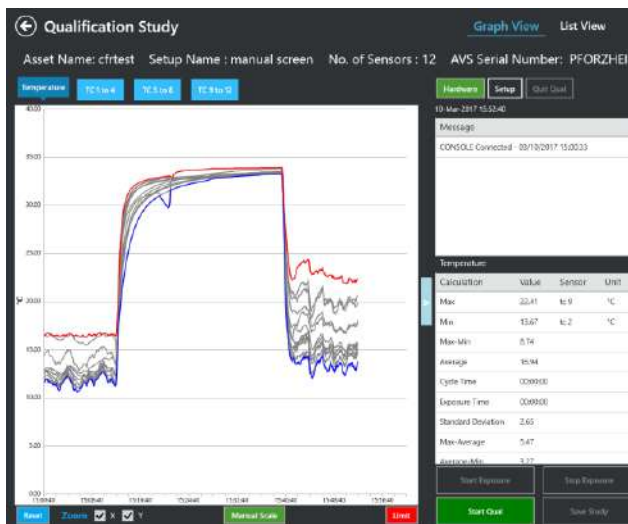 Qualification Study
Graph View List View
Asset Name: cfrtest Setup Name : manual screen No. of Sensors : 12 AVS Serial Number: PFORZHEI
Temperature TC 1 to 4 TC 5 to 8 TC 9 to 12
Hardware Setup Quit Qual
10-Mar-2017 15:52:40
Message
CONSOLE Connected - 03/10/2017 15:00:33
40.00
35.00
30.00
25.00
20.00
15.00
10.00
5.00
0.00
°C
Temperature
Calculation Value Sensor Unit
Max 22.41 tc 9 °C
Min 13.67 tc 2 °C
Max-Min 8.74
Average 16.94
Cycle Time 00:00:00
Exposure Time 00:00:00
Standard Deviation 2.65
Max-Average 5.47
Average-Min 3.27
Start Exposure Stop Exposure
Start Qual Save Study
Reset Zoom X Y Manual Scale Limit